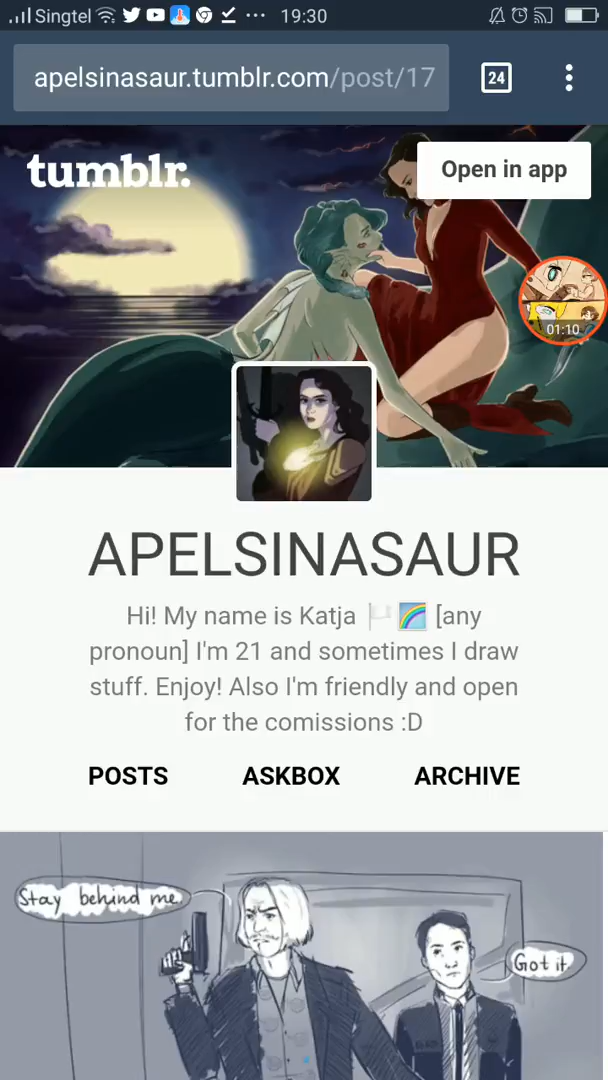 Singtel 19:30
apelsinasaur.tumblr.com/post/17 24
tumblr.
Open in app
01:10
APELSINASAUR
Hi! My name is Katja 🏳️🌈 [any
pronoun] I'm 21 and sometimes I draw
stuff. Enjoy! Also I'm friendly and open
for the comissions :D
POSTS ASKBOX ARCHIVE
Stay behind me.
Got it.